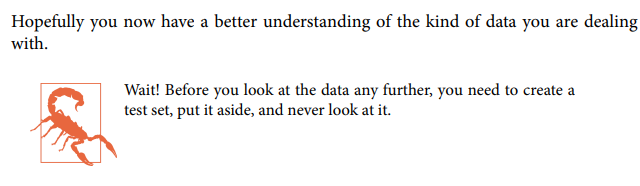 Hopefully you now have a better understanding of the kind of data you are dealing
with.
Wait! Before you look at the data any further, you need to create a
test set, put it aside, and never look at it.